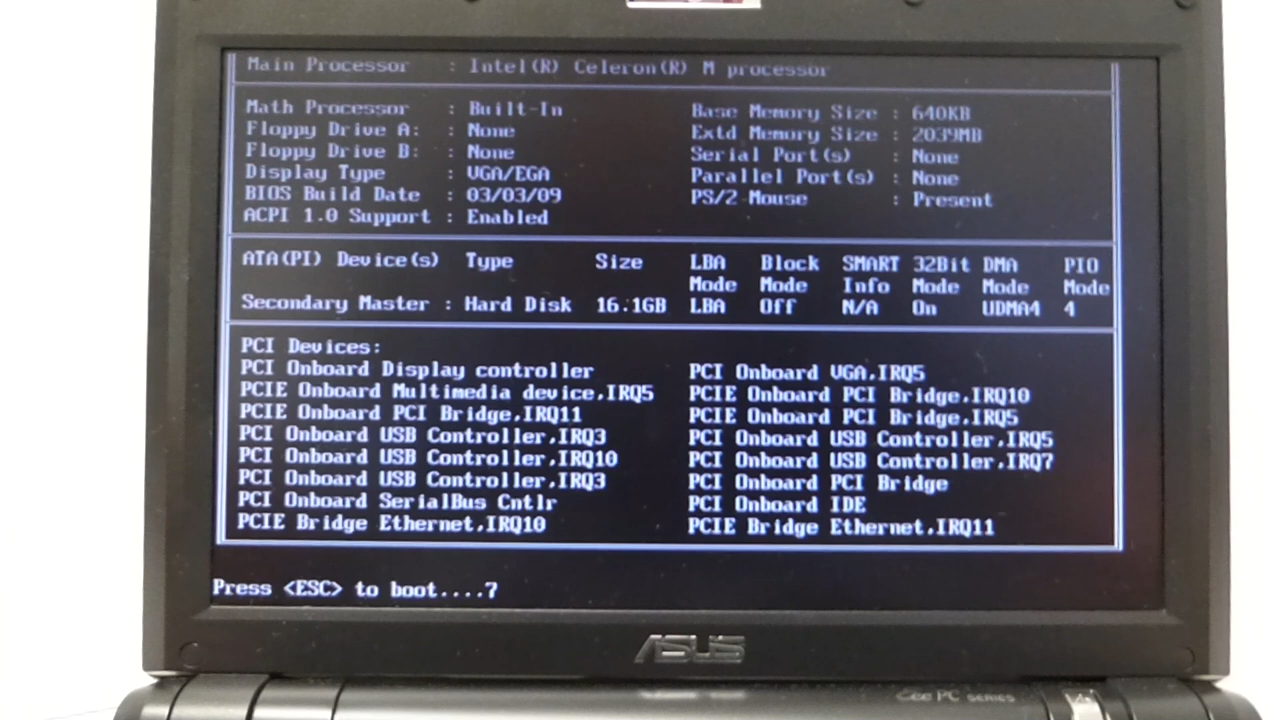 Main Processor : Intel(R) Celeron(R) M processor
Math Processor : Built-In Base Memory Size : 640KB
Floppy Drive A: : None Extd Memory Size : 2039MB
Floppy Drive B: : None Serial Port(s) : None
Display Type : VGA/EGA Parallel Port(s) : None
BIOS Build Date : 03/03/09 PS/2 Mouse : Present
ACPI 1.0 Support : Enabled
ATA(PI) Device(s) Type Size LBA Block SMART 32Bit DMA PIO
Mode Mode Info Mode Mode Mode
Secondary Master : Hard Disk 16.1GB LBA Off N/A On UDMA4 4
PCI Devices:
PCI Onboard Display controller PCI Onboard VGA,IRQ5
PCIE Onboard Multimedia device,IRQ5 PCIE Onboard PCI Bridge,IRQ10
PCIE Onboard PCI Bridge,IRQ11 PCIE Onboard PCI Bridge,IRQ5
PCI Onboard USB Controller,IRQ3 PCI Onboard USB Controller,IRQ5
PCI Onboard USB Controller,IRQ10 PCI Onboard USB Controller,IRQ7
PCI Onboard USB Controller,IRQ3 PCI Onboard PCI Bridge
PCI Onboard SerialBus Cntlr PCI Onboard IDE
PCIE Bridge Ethernet,IRQ10 PCIE Bridge Ethernet,IRQ11
Press <ESC> to boot....7
ASUS
Eee PC SERIES